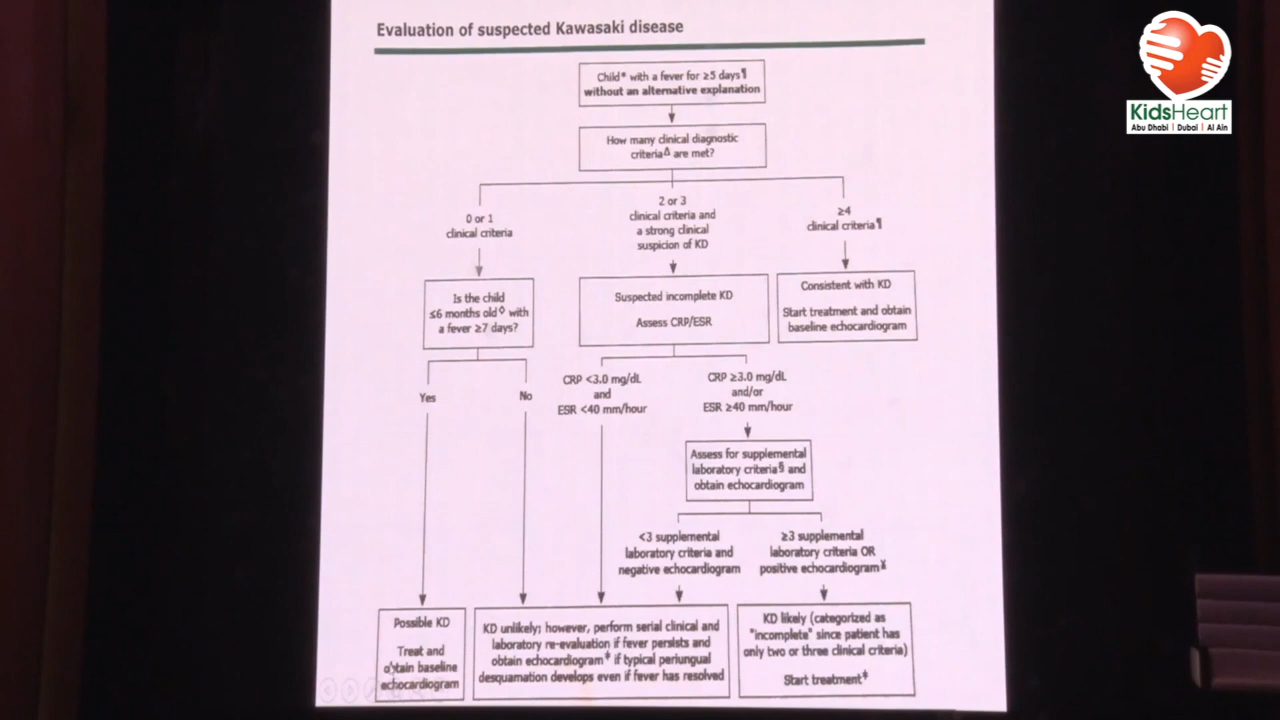 Evaluation of suspected Kawasaki disease
KidsHeart
Abu Dhabi | Dubai | Al Ain
Child* with a fever for ≥5 days¶
without an alternative explanation
How many clinical diagnostic
criteriaΔ are met?
0 or 1
clinical criteria
2 or 3
clinical criteria and
a strong clinical
suspicion of KD
≥4
clinical criteria¶
Is the child
≤6 months old◊ with
a fever ≥7 days?
Suspected incomplete KD
Assess CRP/ESR
Consistent with KD
Start treatment and obtain
baseline echocardiogram
Yes
No
CRP <3.0 mg/dL
and
ESR <40 mm/hour
CRP ≥3.0 mg/dL
and/or
ESR ≥40 mm/hour
Assess for supplemental
laboratory criteria§ and
obtain echocardiogram
<3 supplemental
laboratory criteria and
negative echocardiogram
≥3 supplemental
laboratory criteria OR
positive echocardiogram¥
Possible KD
Treat and
obtain baseline
echocardiogram
KD unlikely; however, perform serial clinical and
laboratory re-evaluation if fever persists and
obtain echocardiogram‡ if typical periungual
desquamation develops even if fever has resolved
KD likely (categorized as
"incomplete" since patient has
only two or three clinical criteria)
Start treatment‡